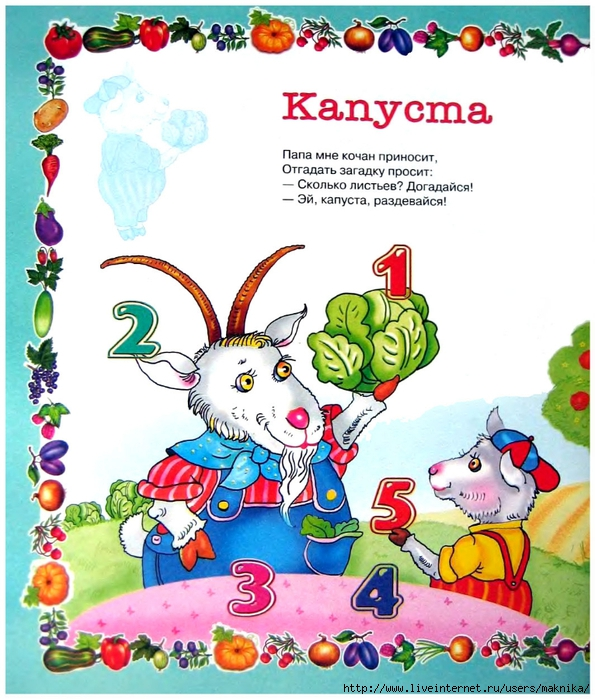 Капуста
Папа мне кочан приносит,
Отгадать загадку просит:
— Сколько листьев? Догадайся!
— Эй, капуста, раздевайся!
1
2
5
3 4
http://www.liveinternet.ru/users/maknika/